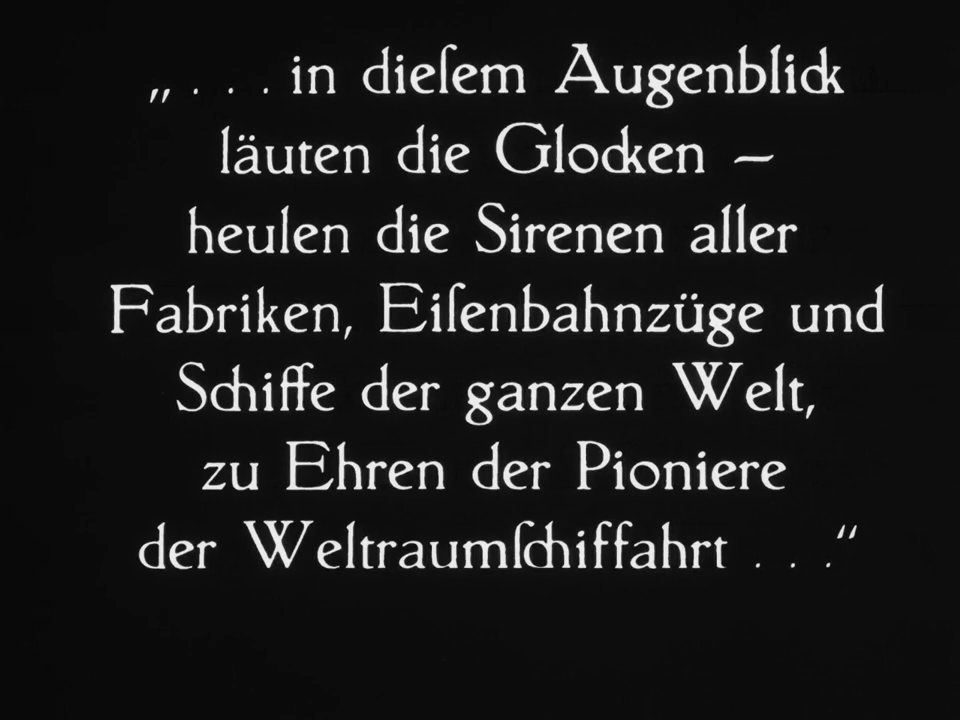 „ . . . in dieſem Augenblick
läuten die Glocken –
heulen die Sirenen aller
Fabriken, Eiſenbahnzüge und
Schiffe der ganzen Welt,
zu Ehren der Pioniere
der Weltraumſchiffahrt . . .“